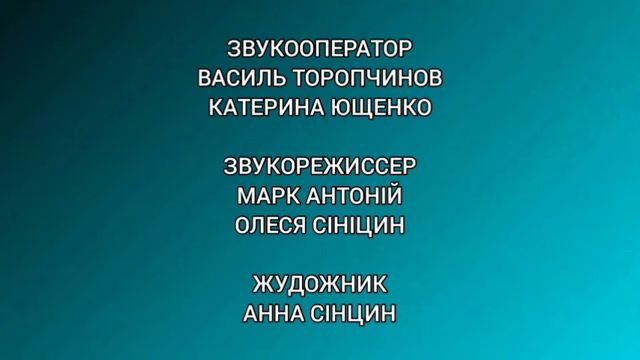 ЗВУКООПЕРАТОР
ВАСИЛЬ ТОРОПЧИНОВ
КАТЕРИНА ЮЩЕНКО
ЗВУКОРЕЖИССЕР
МАРК АНТОНІЙ
ОЛЕСЯ СІНІЦИН
ЖУДОЖНИК
АННА СІНЦИН